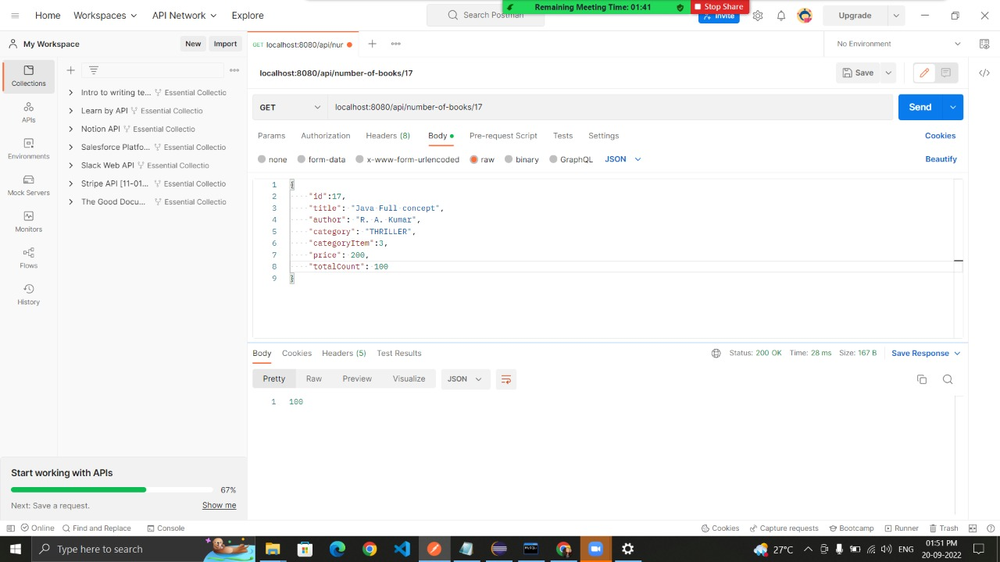 Home Workspaces API Network Explore
Search Postman
Remaining Meeting Time: 01:41
Stop Share
Invite
Upgrade
My Workspace
New Import
GET localhost:8080/api/nur
No Environment
Collections
APIs
Environments
Mock Servers
Monitors
Flows
History
Intro to writing te... Essential Collectio
Learn by API Essential Collectio
Notion API Essential Collectio
Salesforce Platfo... Essential Collectio
Slack Web API Essential Collectio
Stripe API [11-01... Essential Collectio
The Good Docu... Essential Collectio
localhost:8080/api/number-of-books/17
Save
GET localhost:8080/api/number-of-books/17
Send
Params Authorization Headers (8) Body Pre-request Script Tests Settings
Cookies
none form-data x-www-form-urlencoded raw binary GraphQL JSON
Beautify
1 {
2 "id":17,
3 "title": "Java Full concept",
4 "author": "R. A. Kumar",
5 "category": "THRILLER",
6 "categoryItem":3,
7 "price": 200,
8 "totalCount": 100
9 }
Body Cookies Headers (5) Test Results
Status: 200 OK Time: 28 ms Size: 167 B Save Response
Pretty Raw Preview Visualize JSON
1 100
Start working with APIs
67%
Next: Save a request. Show me
Online Find and Replace Console
Cookies Capture requests Bootcamp Runner Trash
Type here to search
27°C
ENG
01:51 PM
20-09-2022